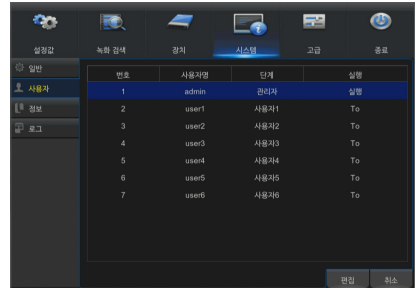 설정값 녹화 검색 장치 시스템 고급 종료
일반
사용자
정보
로그
번호 사용자명 단계 실행
1 admin 관리자 실행
2 user1 사용자1 To
3 user2 사용자2 To
4 user3 사용자3 To
5 user4 사용자4 To
6 user5 사용자5 To
7 user6 사용자6 To
편집 취소